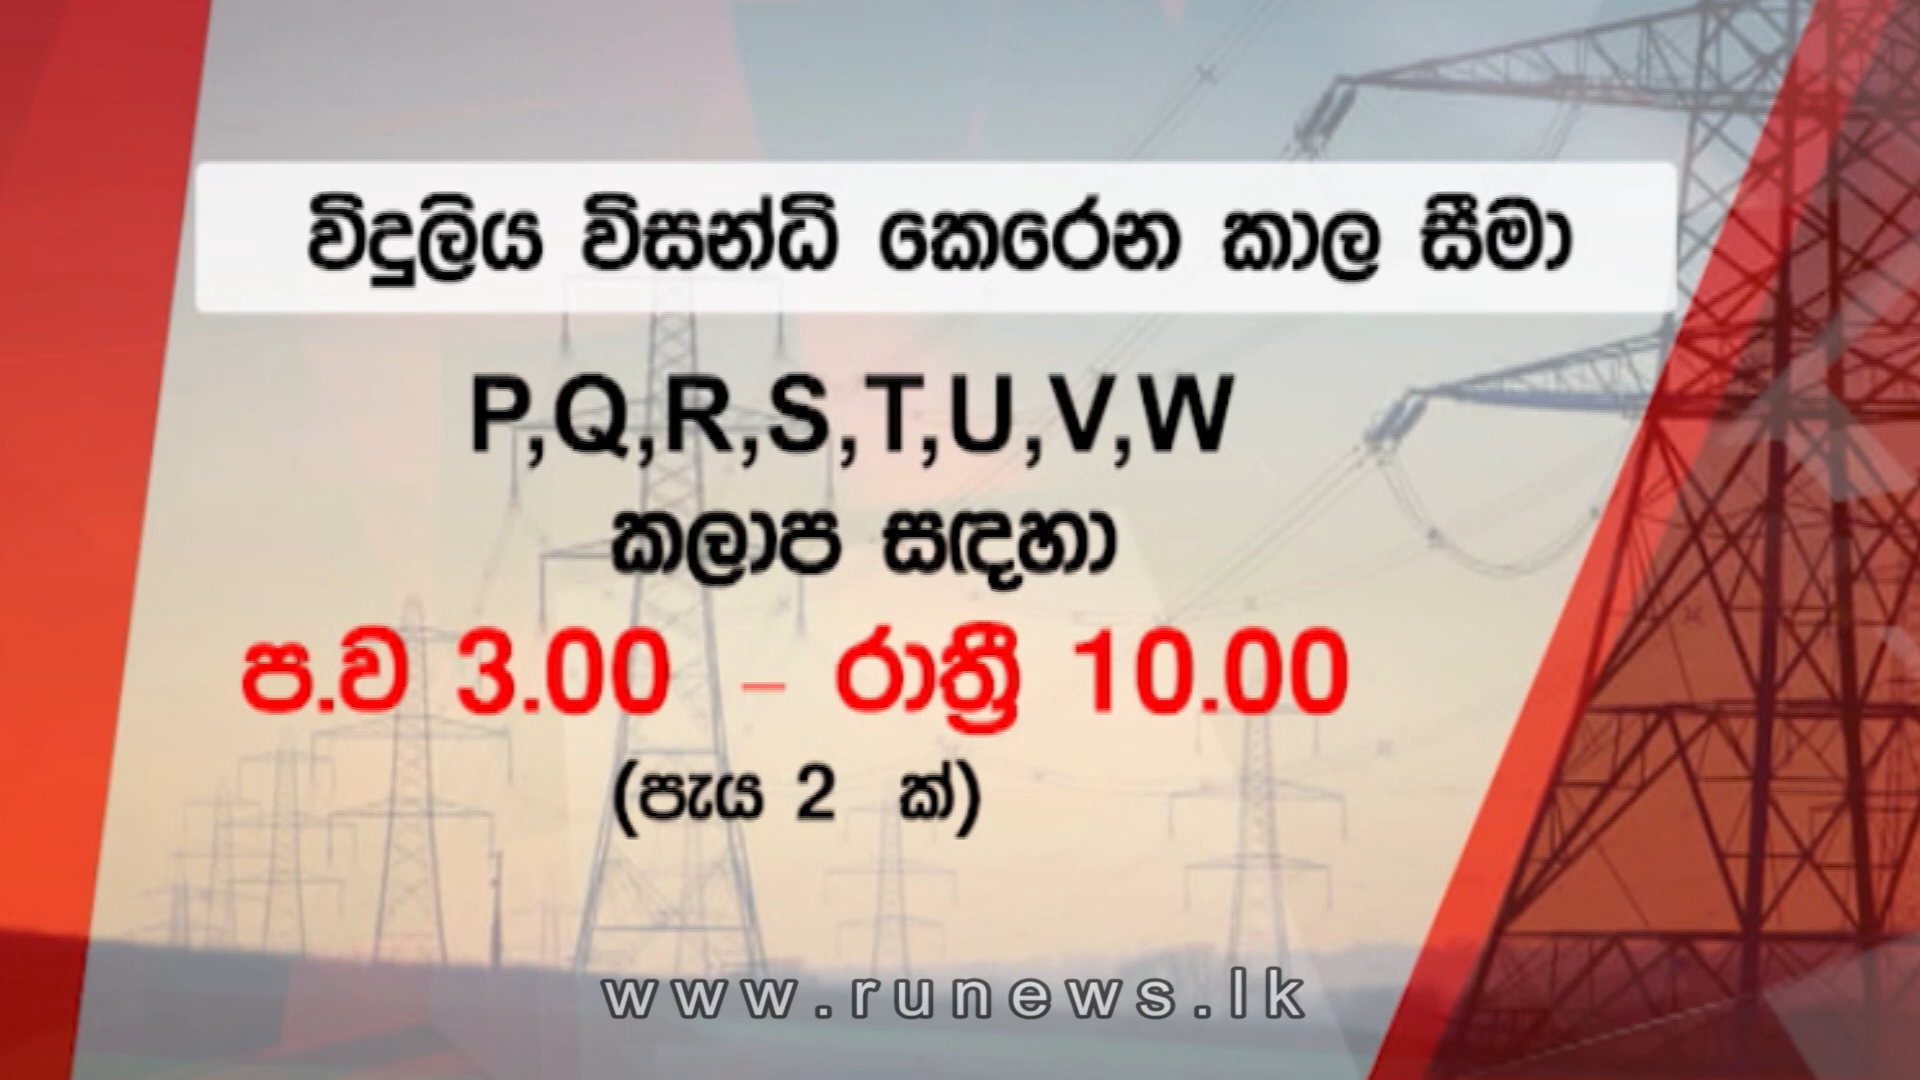 විදුලිය විසන්ධි කෙරෙන කාල සීමා
P,Q,R,S,T,U,V,W
කලාප සඳහා
ප.ව 3.00 – රාත්‍රී 10.00
(පැය 2 ක්)
www.runews.lk